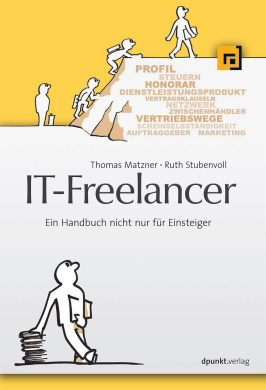 PROFIL
STEUERN
HONORAR
DIENSTLEISTUNGSPRODUKT
VERTRAGSKLAUSELN
NETZWERK
ZWISCHENHÄNDLER
VERTRIEBSWEGE
SCHEINSELBSTÄNDIGKEIT
AUFTRAGGEBER MARKETING
Thomas Matzner · Ruth Stubenvoll
IT-Freelancer
Ein Handbuch nicht nur für Einsteiger
dpunkt.verlag